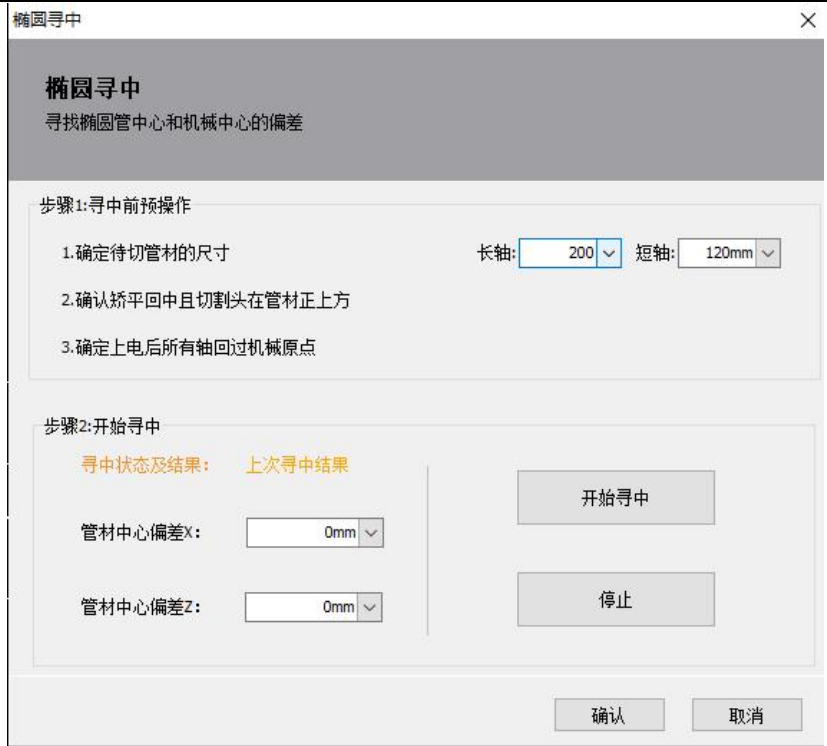 椭圆寻中
椭圆寻中
寻找椭圆管中心和机械中心的偏差
步骤1:寻中前预操作
1.确定待切管材的尺寸 长轴: 200 短轴: 120mm
2.确认矫平回中且切割头在管材正上方
3.确定上电后所有轴回过机械原点
步骤2:开始寻中
寻中状态及结果: 上次寻中结果
开始寻中
管材中心偏差X: 0mm
管材中心偏差Z: 0mm
停止
确认 取消